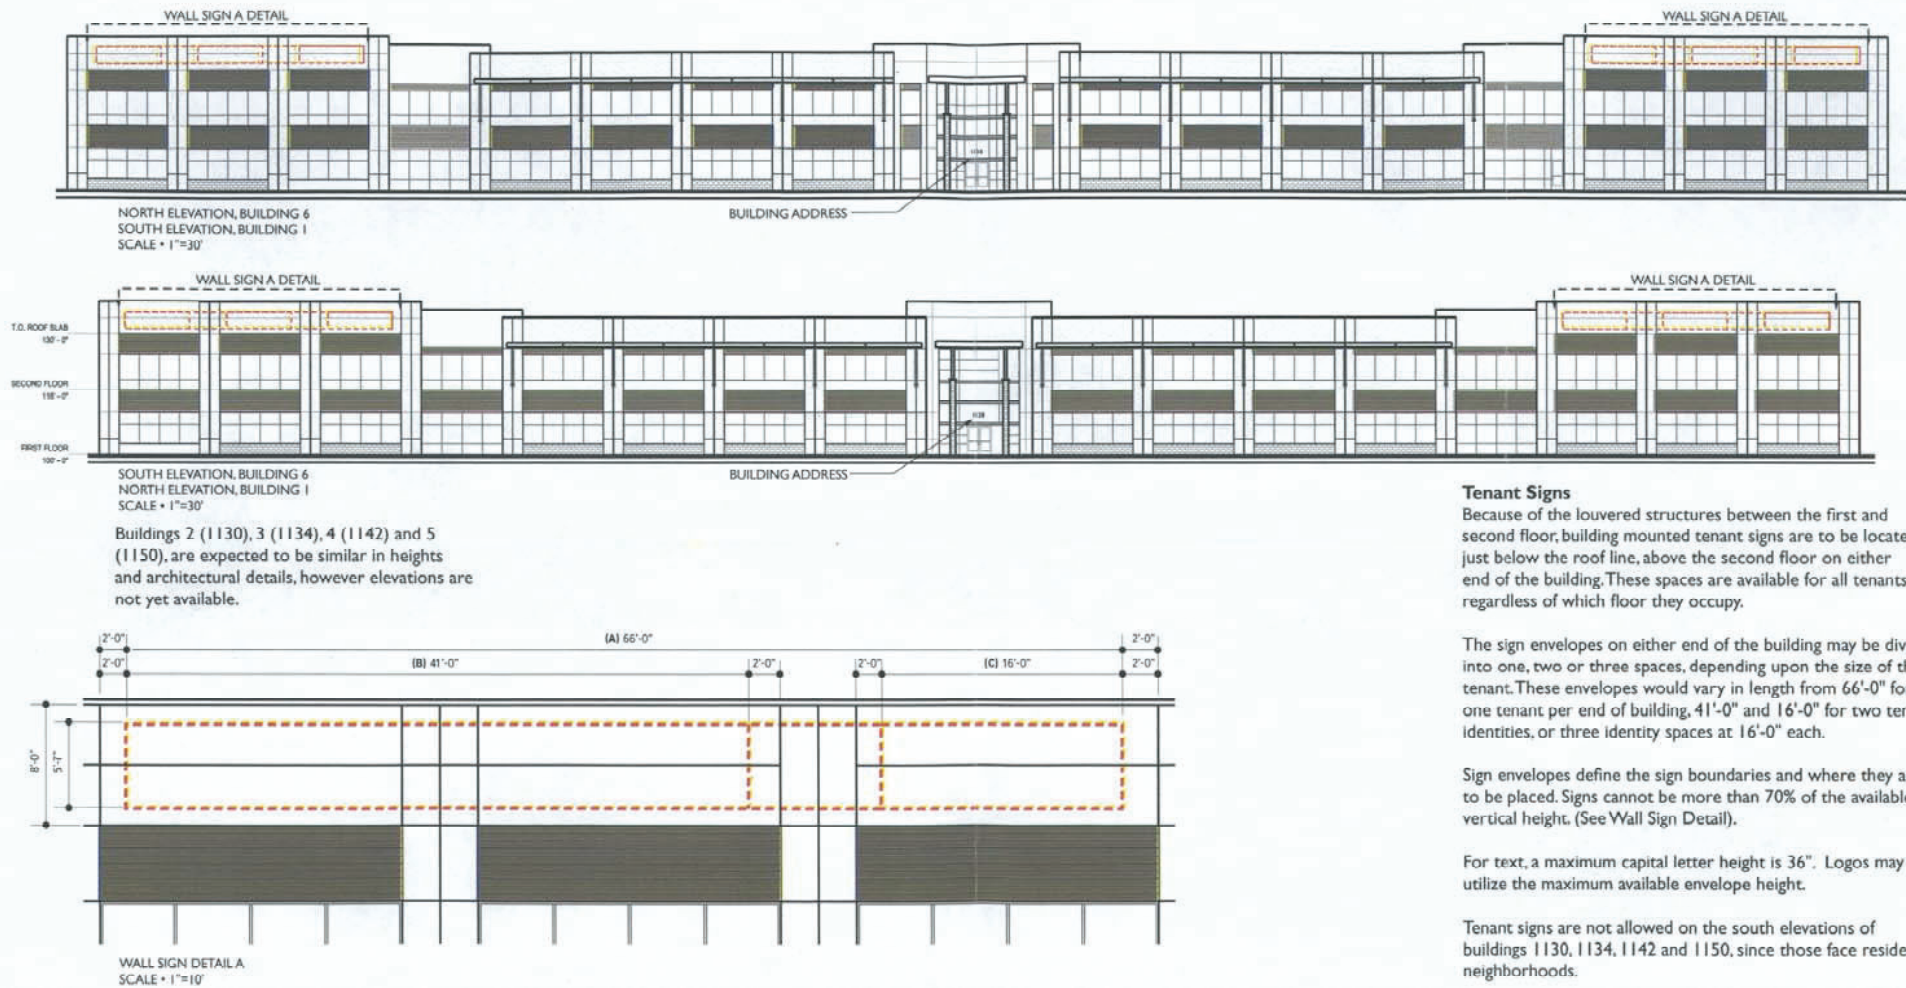 WALL SIGN A DETAIL
WALL SIGN A DETAIL
1138
NORTH ELEVATION, BUILDING 6
SOUTH ELEVATION, BUILDING 1
SCALE • 1"=30'
BUILDING ADDRESS
WALL SIGN A DETAIL
WALL SIGN A DETAIL
T.O. ROOF SLAB
130'-0"
SECOND FLOOR
FIRST FLOOR
100'-0"
SOUTH ELEVATION, BUILDING 6
NORTH ELEVATION, BUILDING 1
SCALE • 1"=30'
BUILDING ADDRESS
Buildings 2 (1130), 3 (1134), 4 (1142) and 5
(1150), are expected to be similar in heights
and architectural details, however elevations are
not yet available.
Tenant Signs
Because of the louvered structures between the first and
second floor, building mounted tenant signs are to be locate
just below the roof line, above the second floor on either
end of the building. These spaces are available for all tenants
regardless of which floor they occupy.
The sign envelopes on either end of the building may be div
into one, two or three spaces, depending upon the size of th
tenant. These envelopes would vary in length from 66'-0" fo
one tenant per end of building, 41'-0" and 16'-0" for two ten
identities, or three identity spaces at 16'-0" each.
Sign envelopes define the sign boundaries and where they a
to be placed. Signs cannot be more than 70% of the available
vertical height. (See Wall Sign Detail).
For text, a maximum capital letter height is 36". Logos may
utilize the maximum available envelope height.
Tenant signs are not allowed on the south elevations of
buildings 1130, 1134, 1142 and 1150, since those face reside
neighborhoods.
2'-0" (A) 66'-0" 2'-0"
2'-0" (B) 41'-0" 2'-0" 2'-0" (C) 16'-0" 2'-0"
8'-0"
5'-7"
WALL SIGN DETAIL A
SCALE • 1"=10'